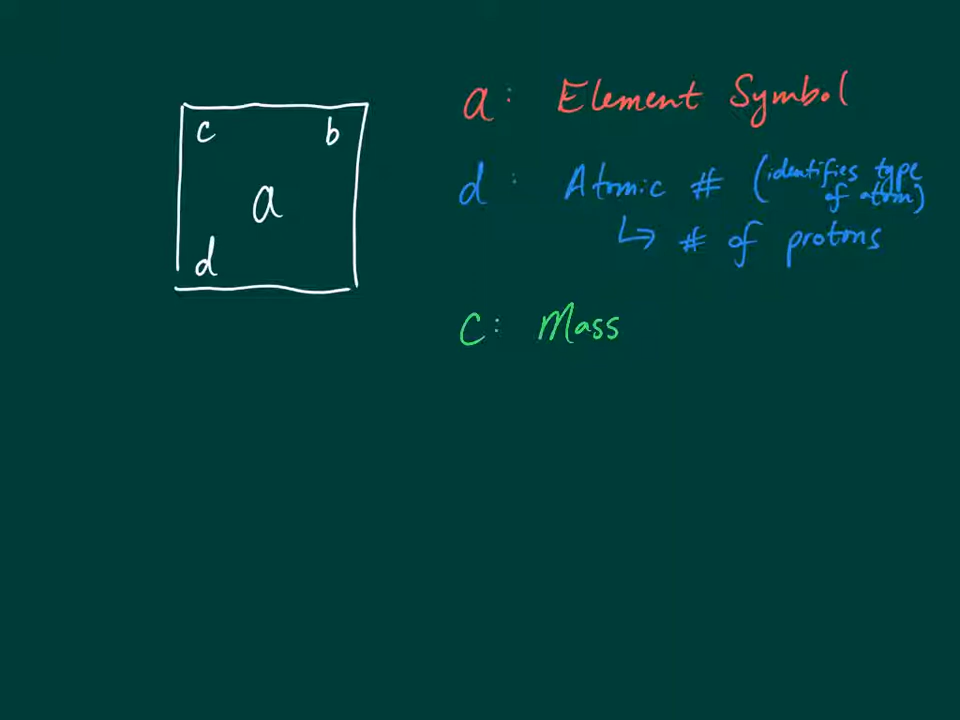 c b
a
d
a: Element Symbol
d: Atomic # (identifies type
of atom)
↳ # of protons
c: Mass